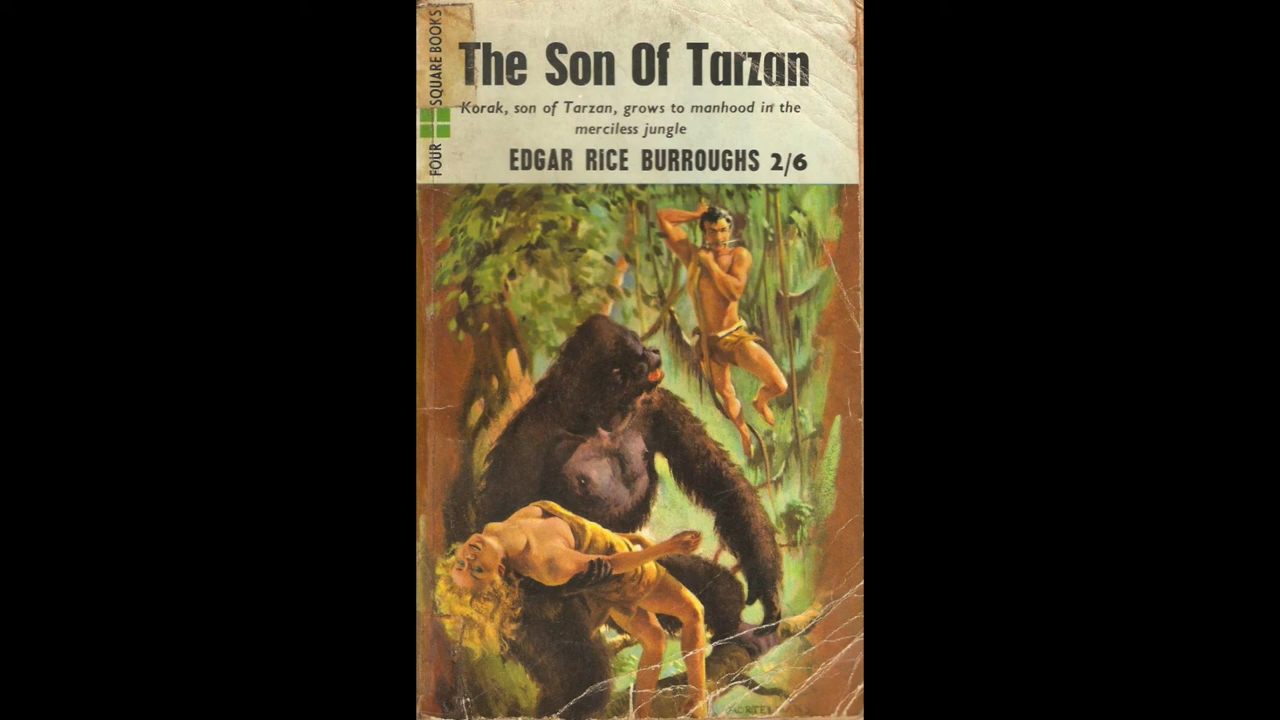 FOUR SQUARE BOOKS
The Son Of Tarzan
Korak, son of Tarzan, grows to manhood in the
merciless jungle
EDGAR RICE BURROUGHS 2/6